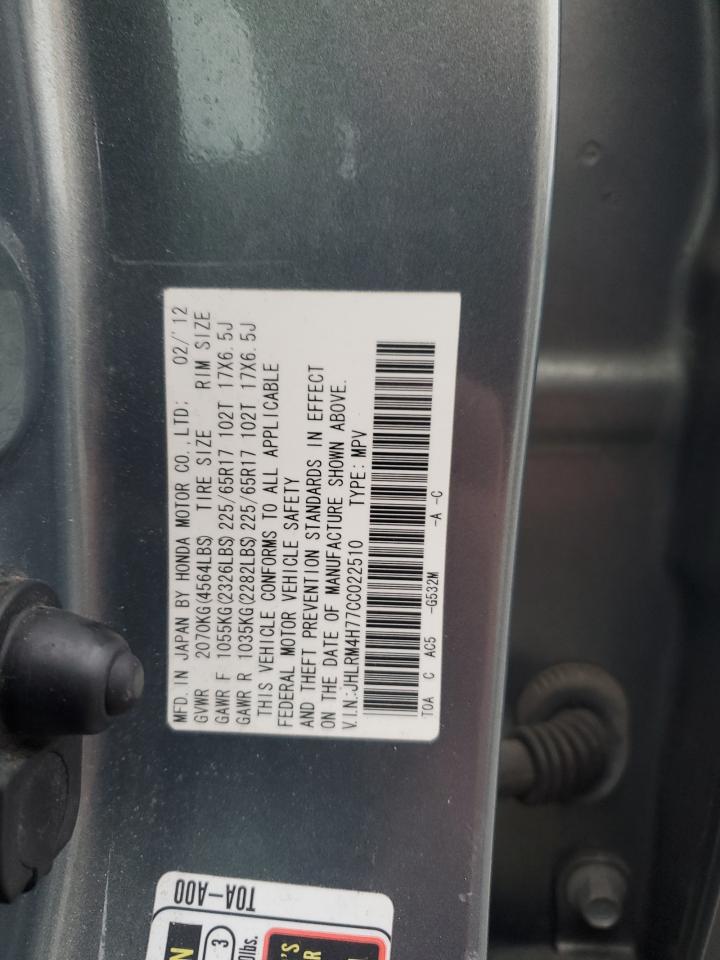 MFD. IN JAPAN BY HONDA MOTOR CO., LTD: 02/'12
GVWR 2070KG(4564LBS) TIRE SIZE RIM SIZE
GAWR F 1055KG(2326LBS)225/65R17 102T 17X6.5J
GAWR R 1035KG(2282LBS)225/65R17 102T 17X6.5J
THIS VEHICLE CONFORMS TO ALL APPLICABLE
FEDERAL MOTOR VEHICLE SAFETY
AND THEFT PREVENTION STANDARDS IN EFFECT
ON THE DATE OF MANUFACTURE SHOWN ABOVE.
V.I.N.:JHLRM4H77CC022510 TYPE: MPV
T0A C AC5 -G532M -A -C
T0A-A00
3
lbs.
'S